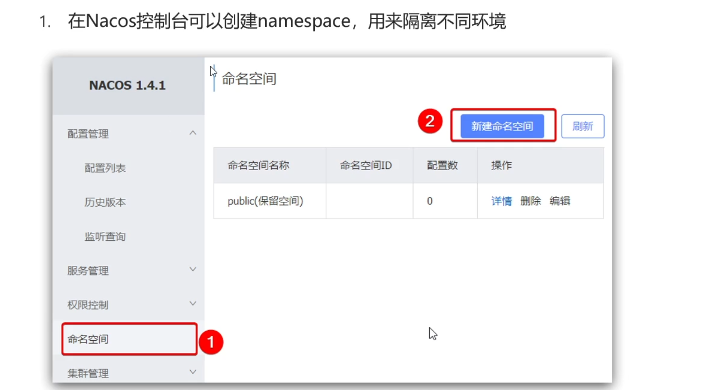 1. 在Nacos控制台可以创建namespace，用来隔离不同环境
NACOS 1.4.1
配置管理
配置列表
历史版本
监听查询
服务管理
权限控制
命名空间
1
集群管理
命名空间
2
新建命名空间 刷新
命名空间名称 命名空间ID 配置数 操作
public(保留空间) 0 详情 删除 编辑